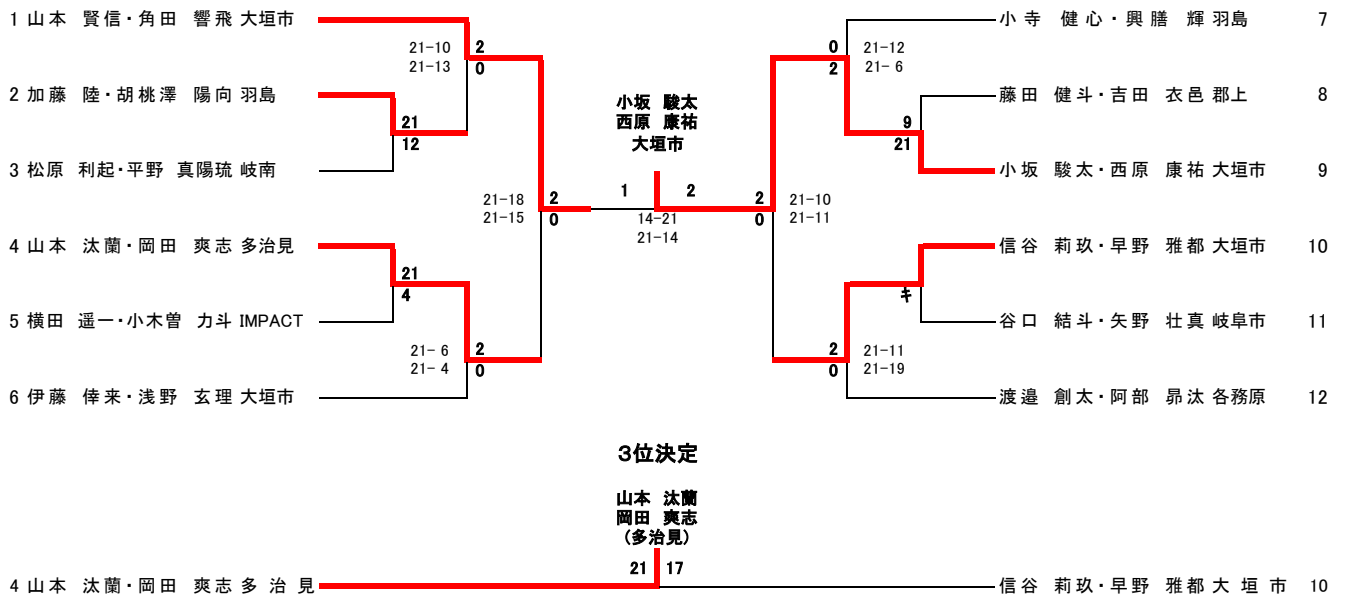 1 山本 賢信・角田 響飛 大垣市
2 加藤 陸・胡桃澤 陽向 羽島
3 松原 利起・平野 真陽琉 岐南
4 山本 汰蘭・岡田 爽志 多治見
5 横田 遥一・小木曽 力斗 IMPACT
6 伊藤 倖来・浅野 玄理 大垣市
21-10 2
21-13 0
21
12
21
4
21- 6 2
21- 4 0
21-18 2
21-15 0
小坂 駿太
西原 康祐
大垣市
1 2
14-21
21-14
2 21-10
0 21-11
0 21-12
2 21- 6
9
21
キ
2 21-11
0 21-19
小寺 健心・興膳 輝 羽島 7
藤田 健斗・吉田 衣邑 郡上 8
小坂 駿太・西原 康祐 大垣市 9
信谷 莉玖・早野 雅都 大垣市 10
谷口 結斗・矢野 壮真 岐阜市 11
渡邉 創太・阿部 昴汰 各務原 12
3位決定
山本 汰蘭
岡田 爽志
(多治見)
21 17
4 山本 汰蘭・岡田 爽志 多治見
信谷 莉玖・早野 雅都 大垣市 10